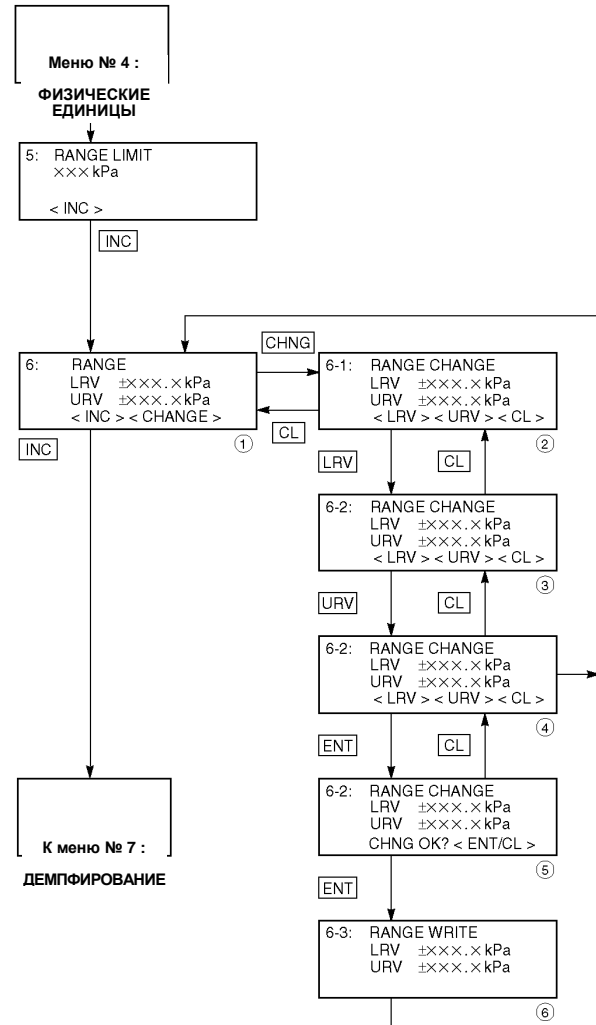 Меню № 4 :
ФИЗИЧЕСКИЕ
ЕДИНИЦЫ
5: RANGE LIMIT
××× kPa
< INC >
INC
6: RANGE
LRV ±×××.× kPa
URV ±×××.× kPa
< INC > < CHANGE >
①
CHNG
CL
6-1: RANGE CHANGE
LRV ±×××.× kPa
URV ±×××.× kPa
< LRV > < URV > < CL >
②
INC
LRV
CL
6-2: RANGE CHANGE
LRV ±×××.× kPa
URV ±×××.× kPa
< LRV > < URV > < CL >
③
URV
CL
6-2: RANGE CHANGE
LRV ±×××.× kPa
URV ±×××.× kPa
< LRV > < URV > < CL >
④
ENT
CL
6-2: RANGE CHANGE
LRV ±×××.× kPa
URV ±×××.× kPa
CHNG OK? < ENT/CL >
⑤
К меню № 7 :
ДЕМПФИРОВАНИЕ
ENT
6-3: RANGE WRITE
LRV ±×××.× kPa
URV ±×××.× kPa
⑥